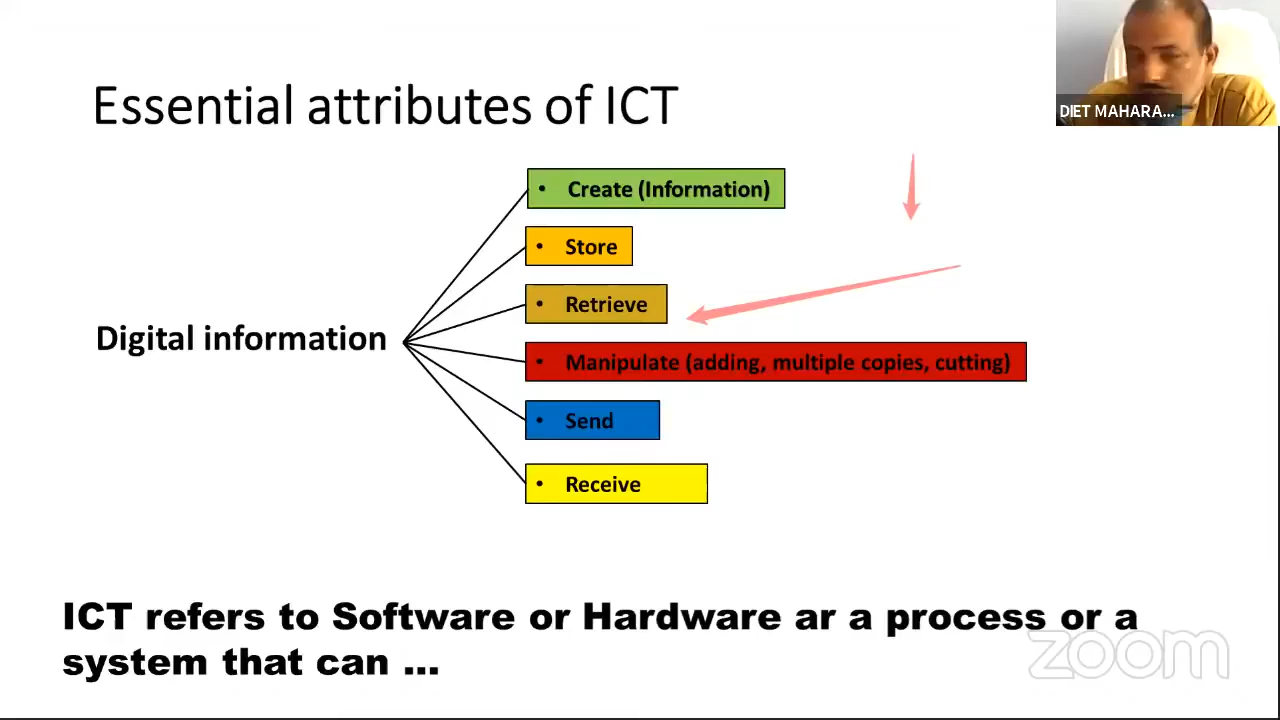 Essential attributes of ICT
DIET MAHARA...
• Create (Information)
• Store
• Retrieve
Digital information
• Manipulate (adding, multiple copies, cutting)
• Send
• Receive
ICT refers to Software or Hardware ar a process or a
system that can ...
zoom